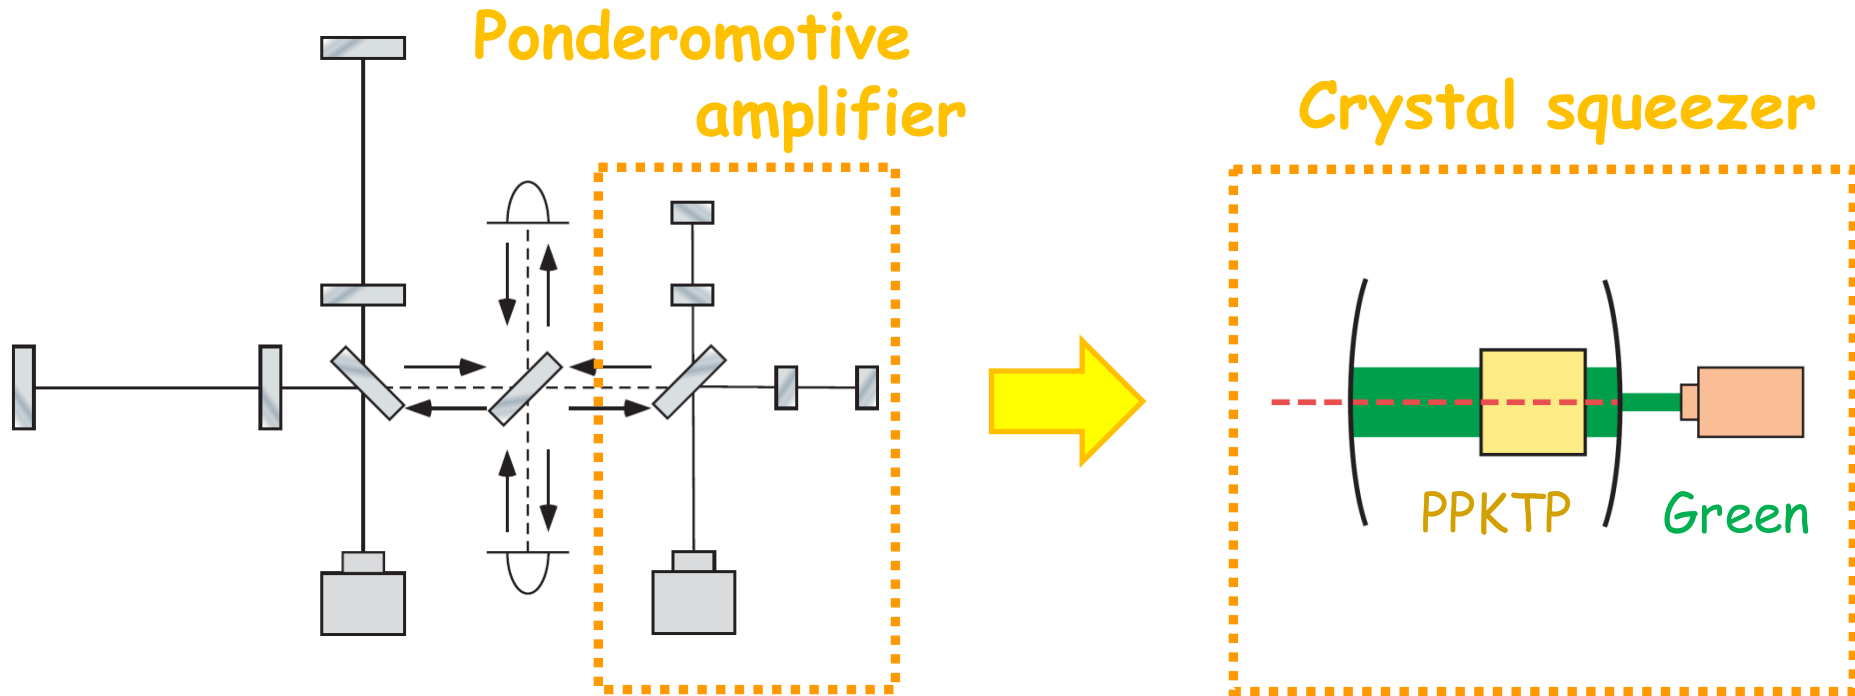 Ponderomotive
amplifier
Crystal squeezer
PPKTP
Green